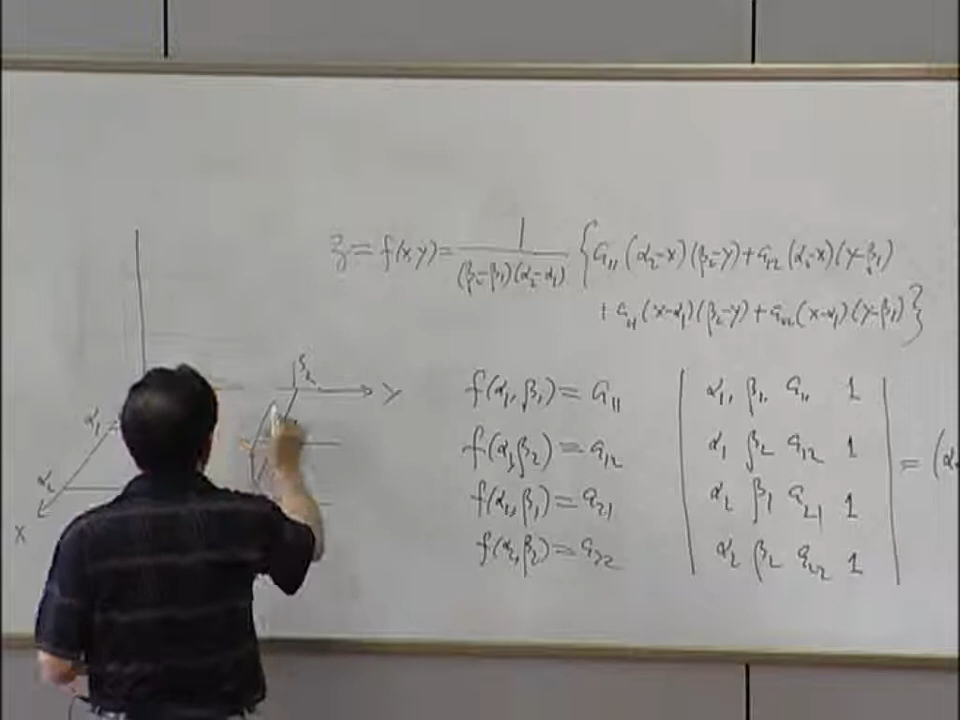 z = f(x y) = 1 / (β₂-β₁)(α₂-α₁) { a₁₁ (α₂-x)(β₂-y) + a₁₂ (α₂-x)(y-β₁)
+ a₂₁ (x-α₁)(β₂-y) + a₂₂ (x-α₁)(y-β₁) }
β₂
Y
α₁
α₂
X
f(α₁, β₁) = a₁₁
f(α₁, β₂) = a₁₂
f(α₂, β₁) = a₂₁
f(α₂, β₂) = a₂₂
| α₁ β₁ a₁₁ 1 |
| α₁ β₂ a₁₂ 1 |
| α₂ β₁ a₂₁ 1 | = (α
| α₂ β₂ a₂₂ 1 |